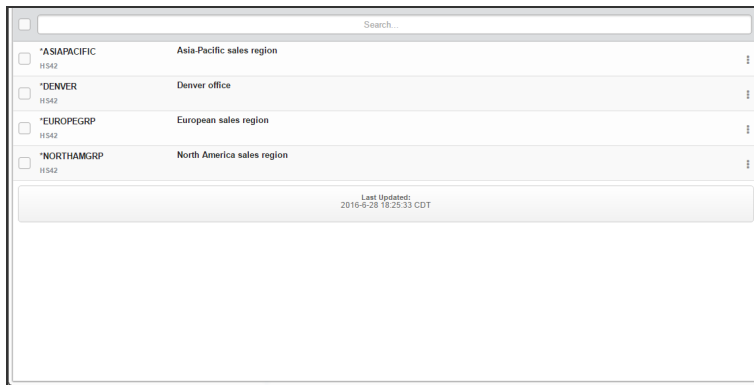 Search...
*ASIAPACIFIC Asia-Pacific sales region
HS42
*DENVER Denver office
HS42
*EUROPEGRP European sales region
HS42
*NORTHAMGRP North America sales region
HS42
Last Updated:
2016-6-28 18:25:33 CDT